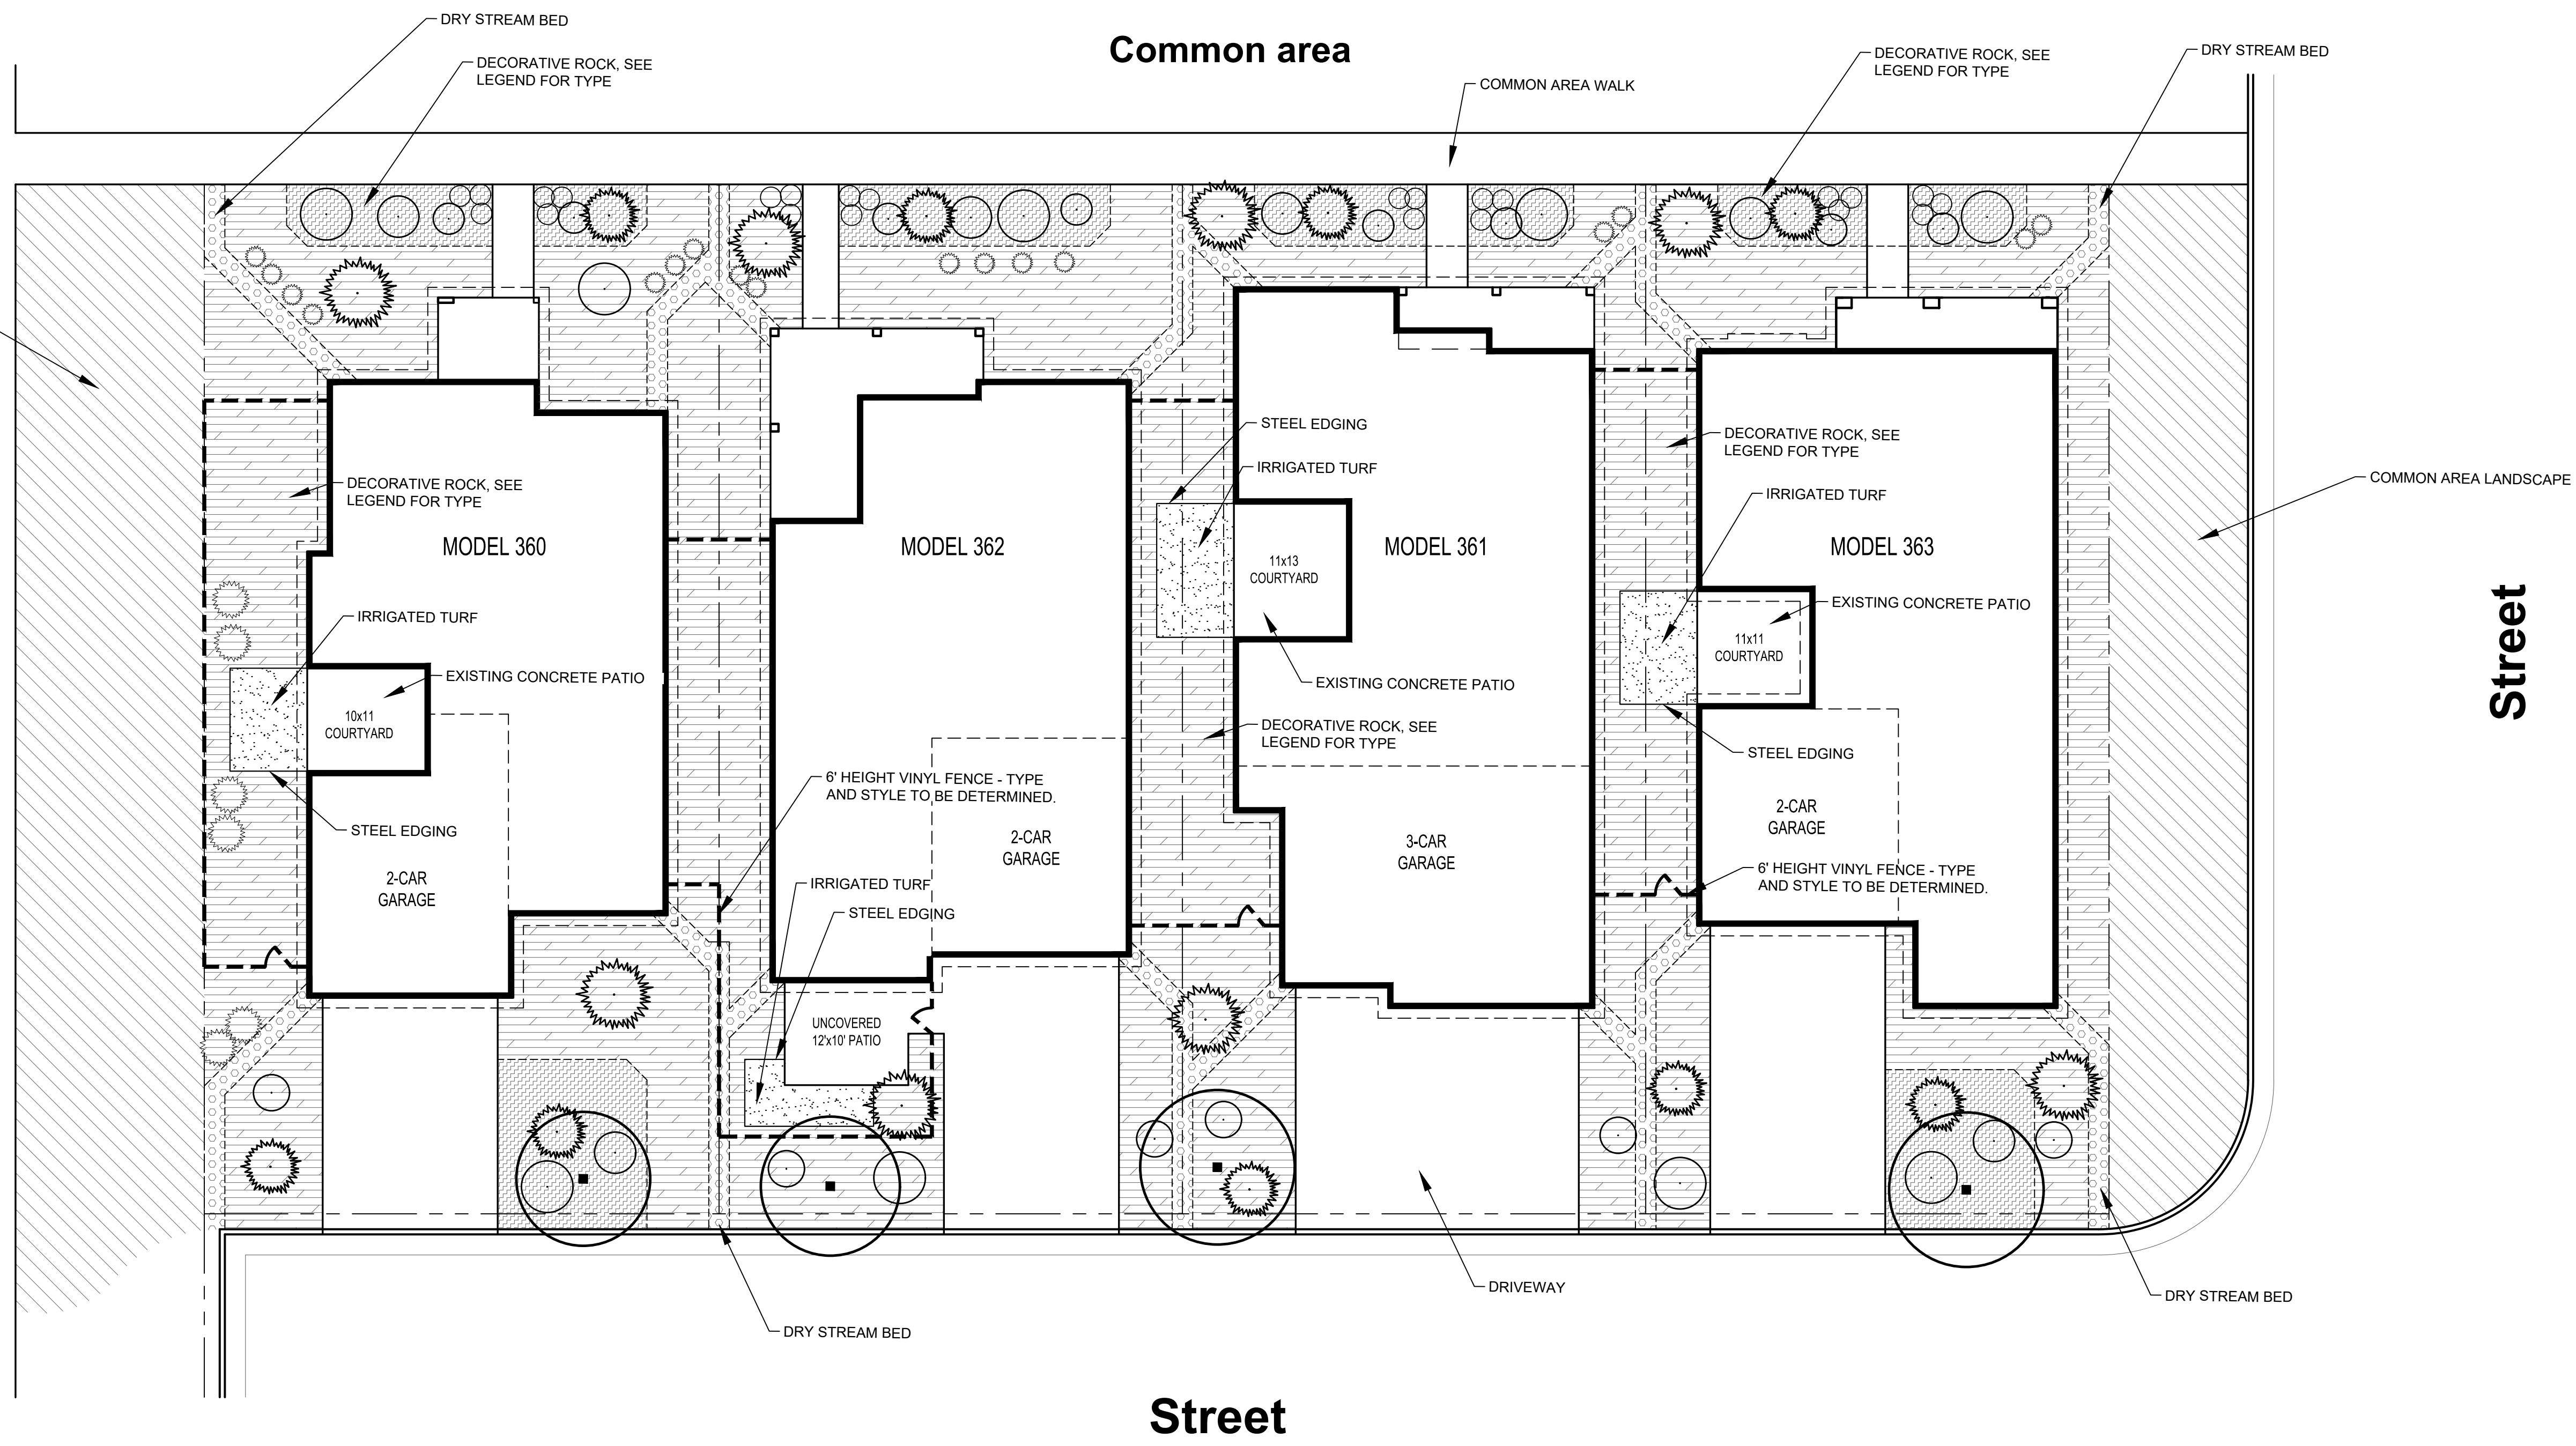 DRY STREAM BED
Common area
DECORATIVE ROCK, SEE
LEGEND FOR TYPE
DRY STREAM BED
DECORATIVE ROCK, SEE
LEGEND FOR TYPE
COMMON AREA WALK
STEEL EDGING
DECORATIVE ROCK, SEE
LEGEND FOR TYPE
IRRIGATED TURF
COMMON AREA LANDSCAPE
DECORATIVE ROCK, SEE
LEGEND FOR TYPE
IRRIGATED TURF
MODEL 360
MODEL 362
MODEL 361
MODEL 363
11x13
COURTYARD
EXISTING CONCRETE PATIO
IRRIGATED TURF
Street
11x11
COURTYARD
EXISTING CONCRETE PATIO
EXISTING CONCRETE PATIO
10x11
COURTYARD
DECORATIVE ROCK, SEE
LEGEND FOR TYPE
STEEL EDGING
6' HEIGHT VINYL FENCE - TYPE
AND STYLE TO BE DETERMINED.
2-CAR
GARAGE
STEEL EDGING
2-CAR
GARAGE
3-CAR
GARAGE
2-CAR
GARAGE
6' HEIGHT VINYL FENCE - TYPE
AND STYLE TO BE DETERMINED.
IRRIGATED TURF
STEEL EDGING
UNCOVERED
12'x10' PATIO
DRIVEWAY
DRY STREAM BED
DRY STREAM BED
Street